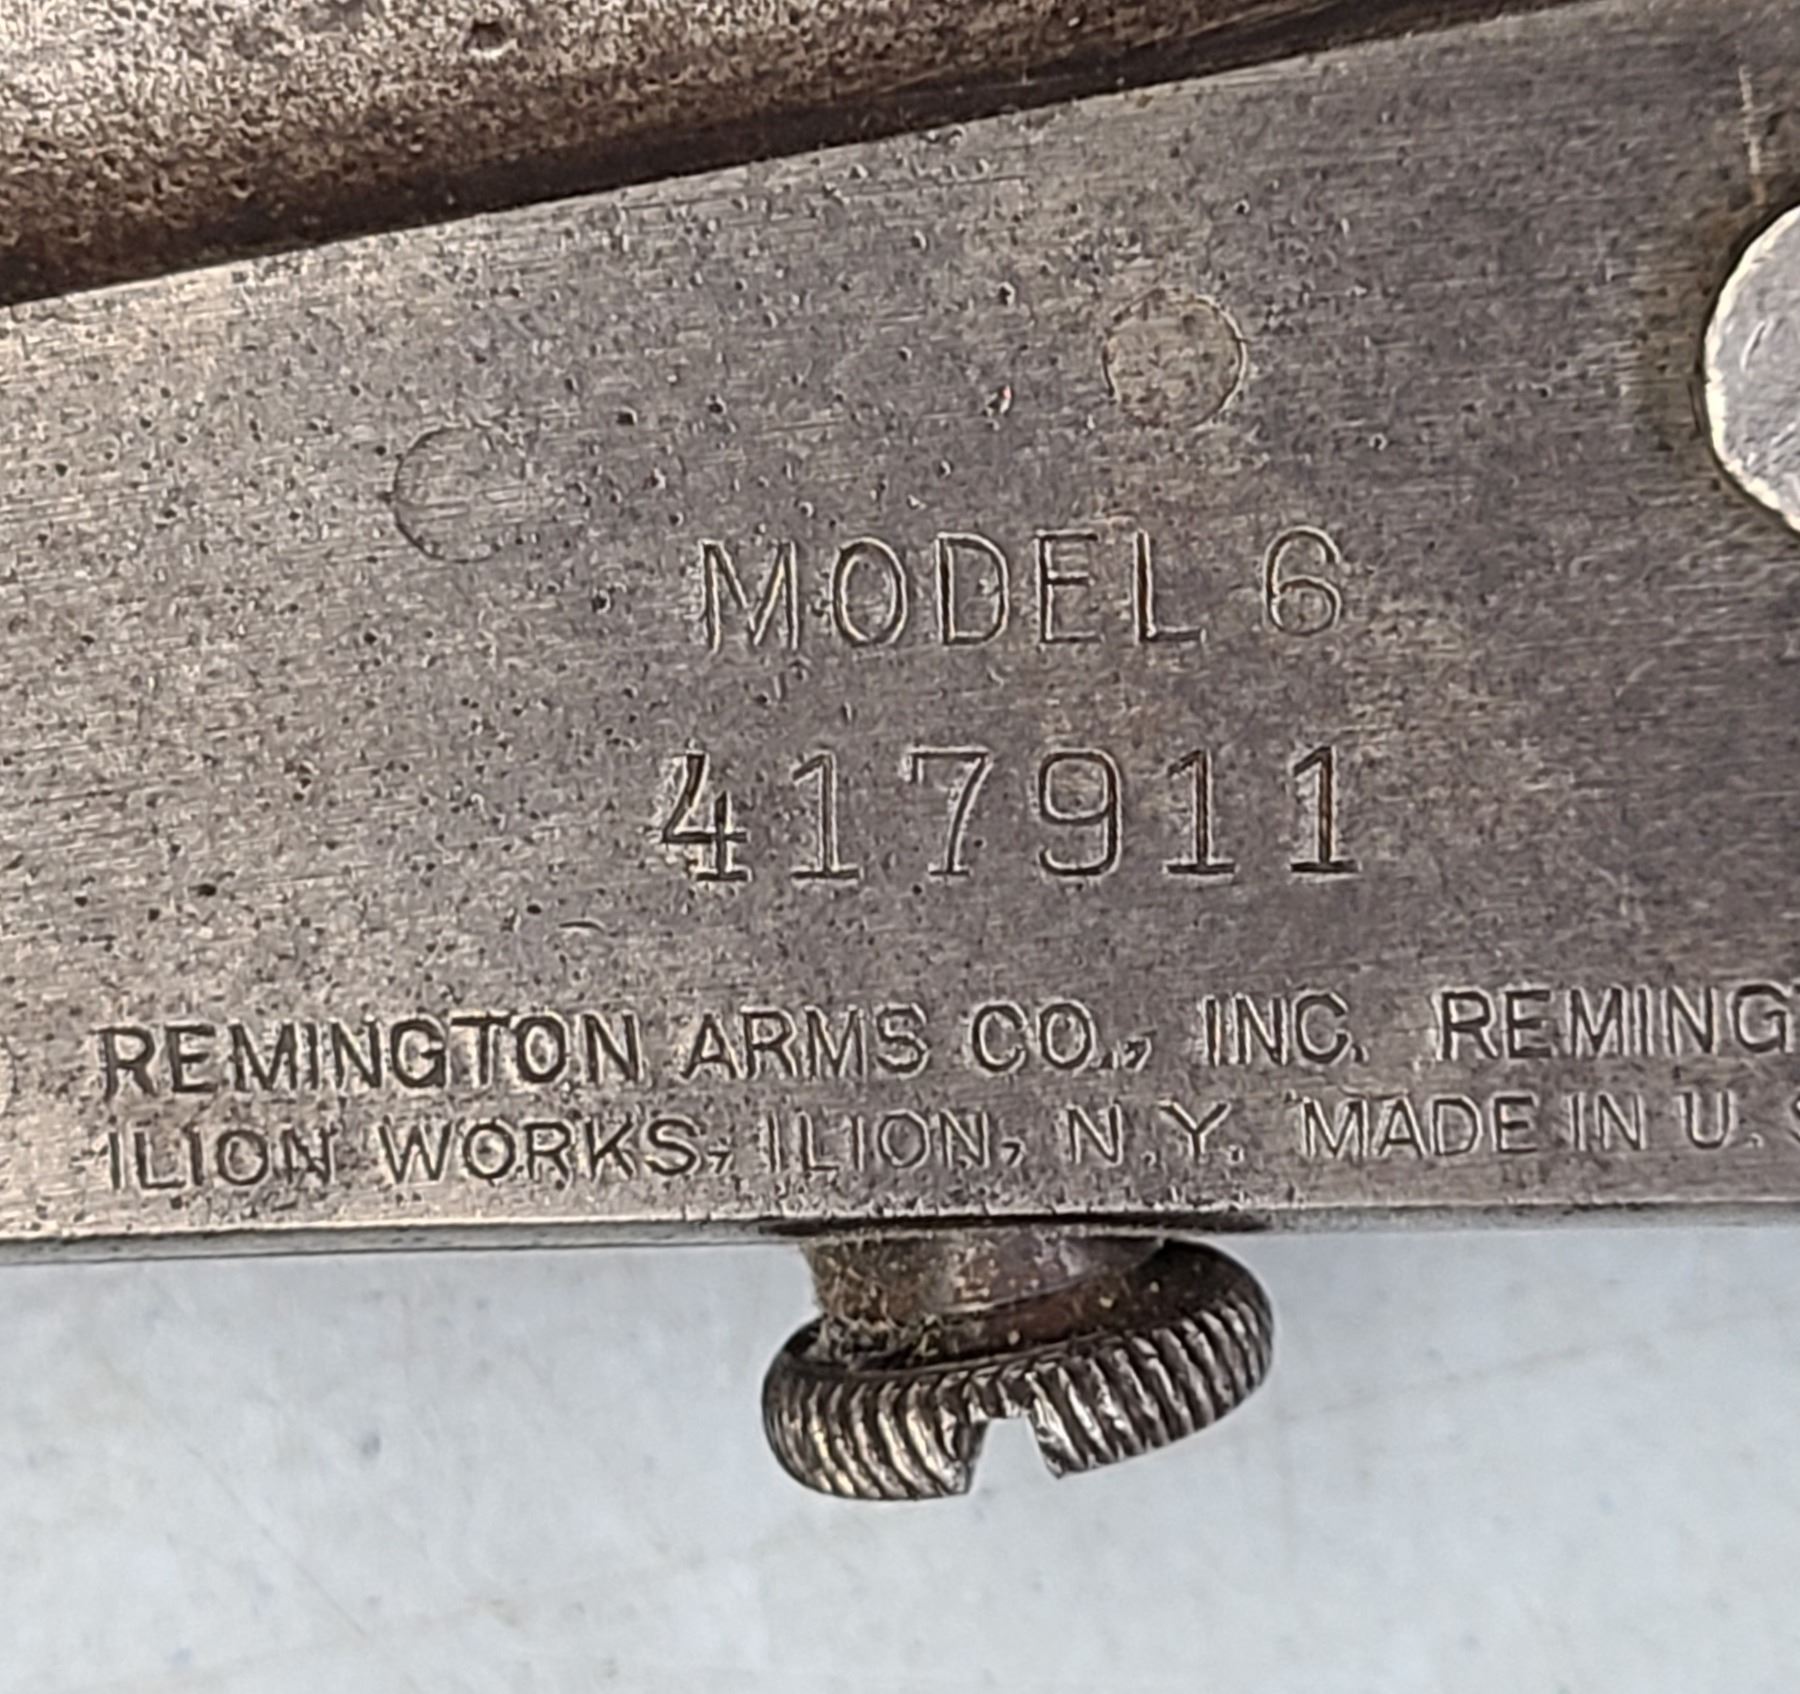 MODEL 6
417911
REMINGTON ARMS CO., INC. REMING
ILION WORKS, ILION, N.Y. MADE IN U.S